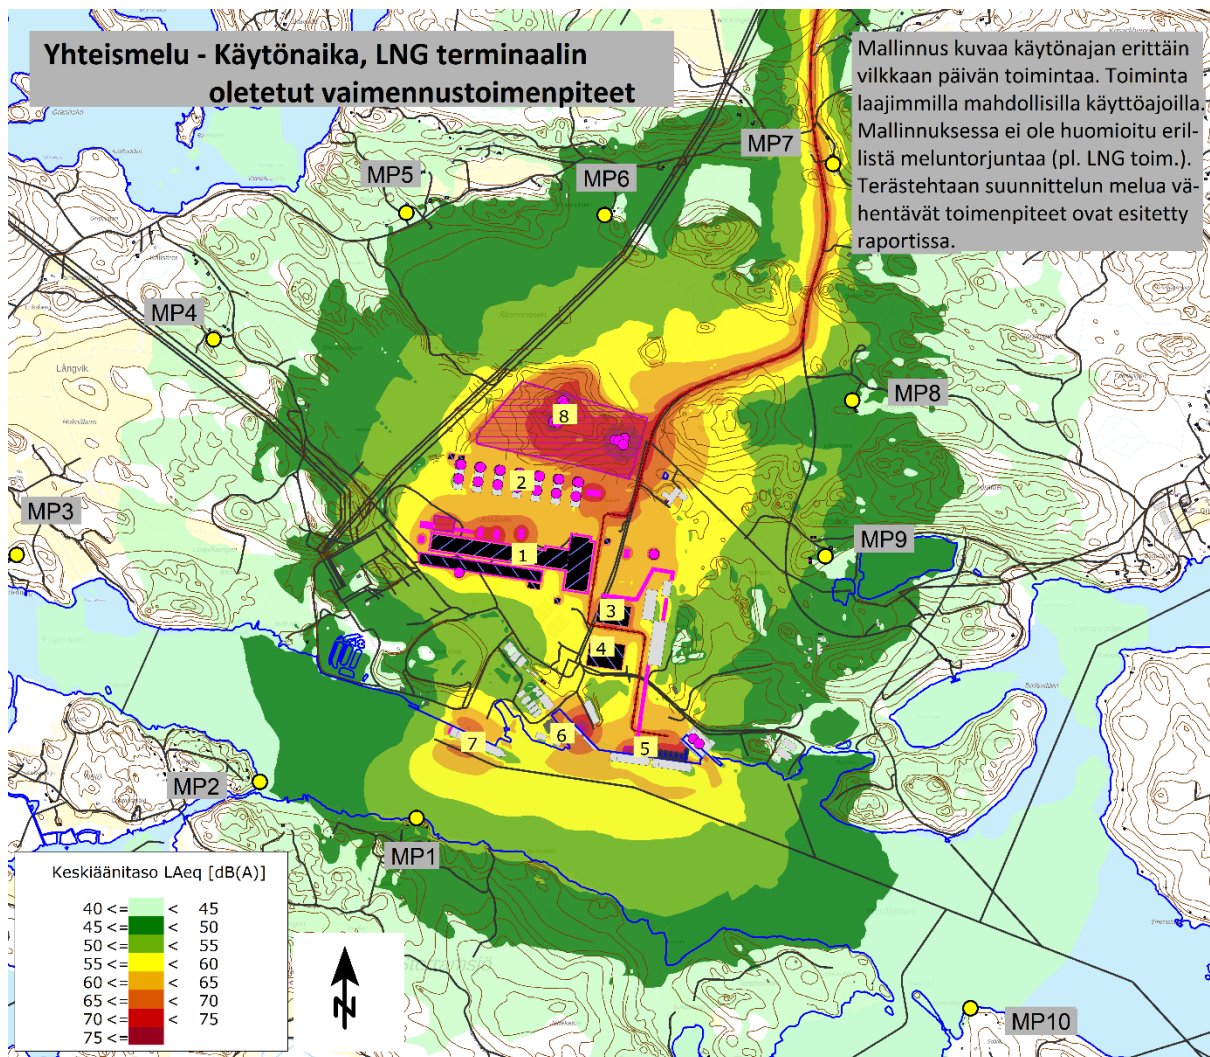 Yhteismelu - Käytönaika, LNG terminaalin
oletetut vaimennustoimenpiteet
Mallinnus kuvaa käytönajan erittäin
vilkkaan päivän toimintaa. Toiminta
laajimmilla mahdollisilla käyttöajoilla.
Mallinnuksessa ei ole huomioitu eril-
listä meluntorjuntaa (pl. LNG toim.).
Terästehtaan suunnittelun melua vä-
hentävät toimenpiteet ovat esitetty
raportissa.
MP7
MP5
MP6
MP4
Långvik
MP8
8
2
MP3
1
MP9
3
4
7
6
5
MP2
MP1
MP10
Keskiäänitaso LAeq [dB(A)]
40 <= < 45
45 <= < 50
50 <= < 55
55 <= < 60
60 <= < 65
65 <= < 70
70 <= < 75
75 <=
N